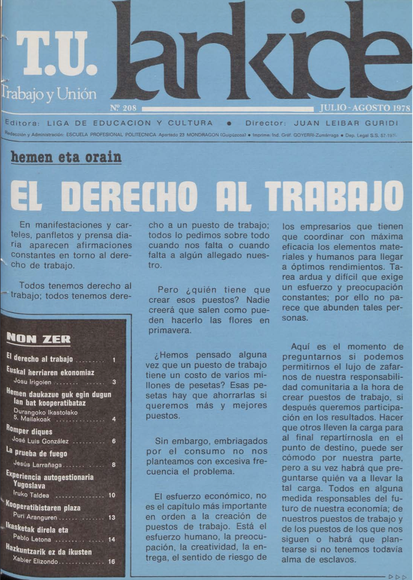 T.U.
Trabajo y Unión
lankide
Nº 208
JULIO-AGOSTO 1978
Editora: LIGA DE EDUCACION Y CULTURA ● Director: JUAN LEIBAR GURIDI
Redacción y Administración: ESCUELA PROFESIONAL POLITECNICA Apartado 39 MONDRAGON (Guipúzcoa)
hemen eta orain
EL DERECHO AL TRABAJO
En manifestaciones y car-
teles, panfletos y prensa dia-
ria aparecen afirmaciones
constantes en torno al dere-
cho de trabajo.
Todos tenemos derecho al
trabajo; todos tenemos dere-
NON ZER
El derecho al trabajo ......... 1
Euskal herriaren ekonomiaz
Josu Irigoien ......... 3
Hemen daukazue guk egin dugun
lan bat kooperatibataz
Durangoko Ikastolako
5. Mailekoak ......... 4
Romper diques
José Luis González ......... 6
La prueba de fuego
Jesús Larrañaga ......... 8
Experiencia autogestionaria
Yugoslava
Iruko Taldea ......... 10
Kooperatibistaren plaza
Puri Aranguren ......... 13
Ikasketak direla eta
Pablo Letona ......... 14
Hezkuntzarik ez da ikusten
Xabier Elizondo ......... 16
cho a un puesto de trabajo;
todos lo pedimos sobre todo
cuando nos falta o cuando
falta a algún allegado nues-
tro.
Pero ¿quién tiene que
crear esos puestos? Nadie
creerá que salen como pue-
den hacerlo las flores en
primavera.
¿Hemos pensado alguna
vez que un puesto de trabajo
tiene un costo de varios mi-
llones de pesetas? Esas pe-
setas hay que ahorrarlas si
queremos más y mejores
puestos.
Sin embargo, embriagados
por el consumo no nos
planteamos con excesiva fre-
cuencia el problema.
El esfuerzo económico, no
es el capítulo más importante
en orden a la creación de
puestos de trabajo. Está el
esfuerzo humano, la preocu-
pación, la creatividad, la en-
trega, el sentido de riesgo de
los empresarios que tienen
que coordinar con máxima
eficacia los elementos mate-
riales y humanos para llegar
a óptimos rendimientos. Ta-
rea ardua y difícil que exige
un esfuerzo y preocupación
constantes; por ello no pa-
rece que abunden tales per-
sonas.
Aquí es el momento de
preguntarnos si podemos
permitirnos el lujo de zafar-
nos de nuestra responsabili-
dad comunitaria a la hora de
crear puestos de trabajo, si
después queremos participa-
ción en los resultados. Hacer
que otros lleven la carga para
al final repartírnosla en el
punto de destino, puede ser
cómodo por nuestra parte,
pero a su vez habrá que pre-
guntarse quién va a llevar la
tal carga. Todos en alguna
medida responsables del fu-
turo de nuestra economía; de
nuestros puestos de trabajo y
de los puestos de los que nos
siguen o habrá que plan-
tearse si no tenemos todavía
alma de esclavos.